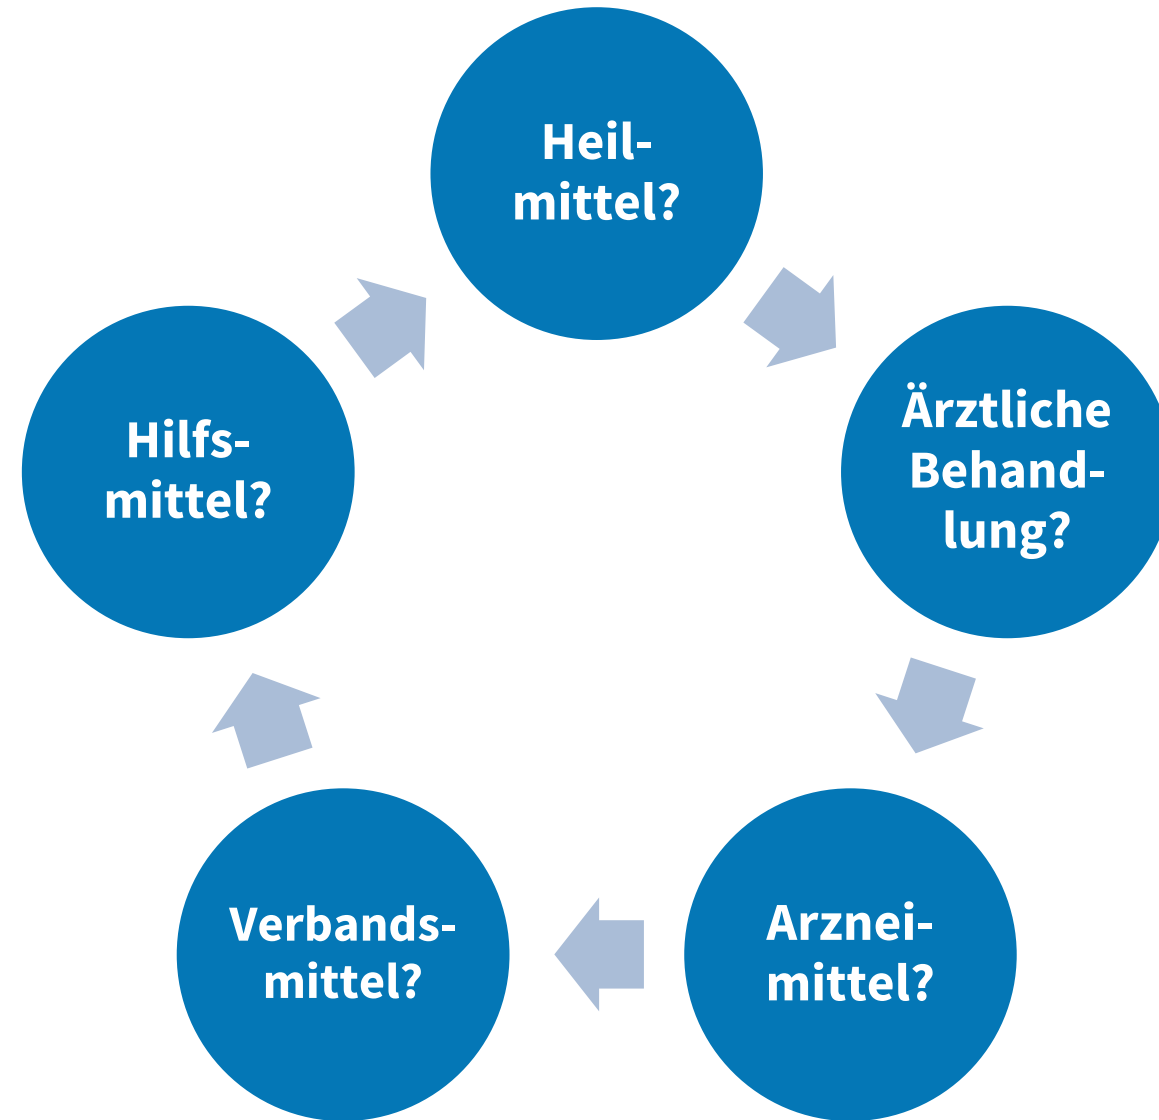 Heil-
mittel?
Ärztliche
Behand-
lung?
Arznei-
mittel?
Verbands-
mittel?
Hilfs-
mittel?